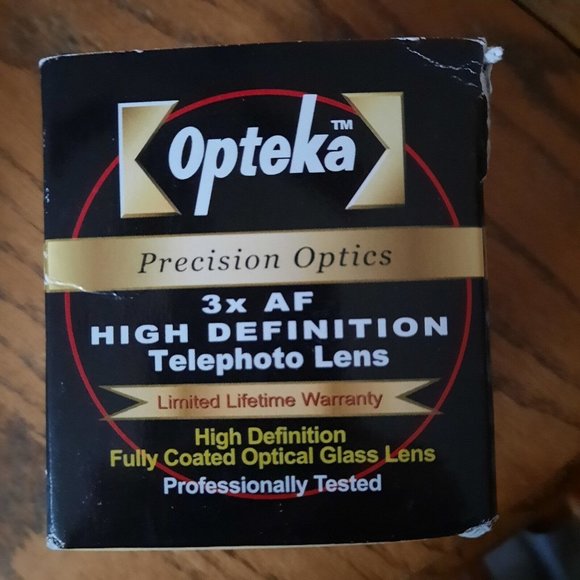 Opteka™
Precision Optics
3x AF
HIGH DEFINITION
Telephoto Lens
Limited Lifetime Warranty
High Definition
Fully Coated Optical Glass Lens
Professionally Tested